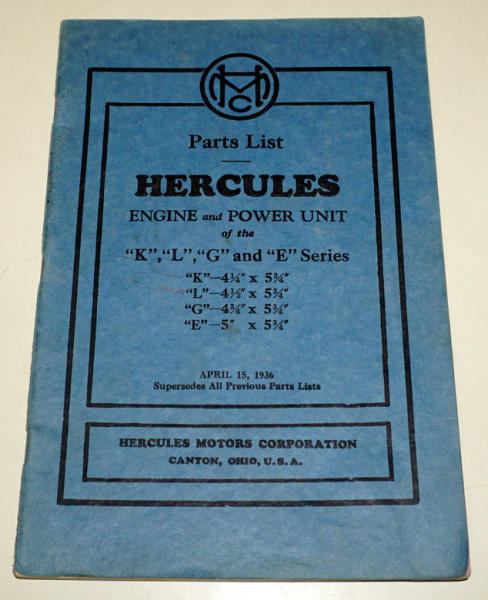 HMC
Parts List
HERCULES
ENGINE and POWER UNIT
of the
"K", "L", "G" and "E" Series
"K"—4¼" x 5¾"
"L"—4½" x 5¾"
"G"—4¾" x 5¾"
"E"—5" x 5¾"
APRIL 15, 1936
Supersedes All Previous Parts Lists
HERCULES MOTORS CORPORATION
CANTON, OHIO, U.S.A.